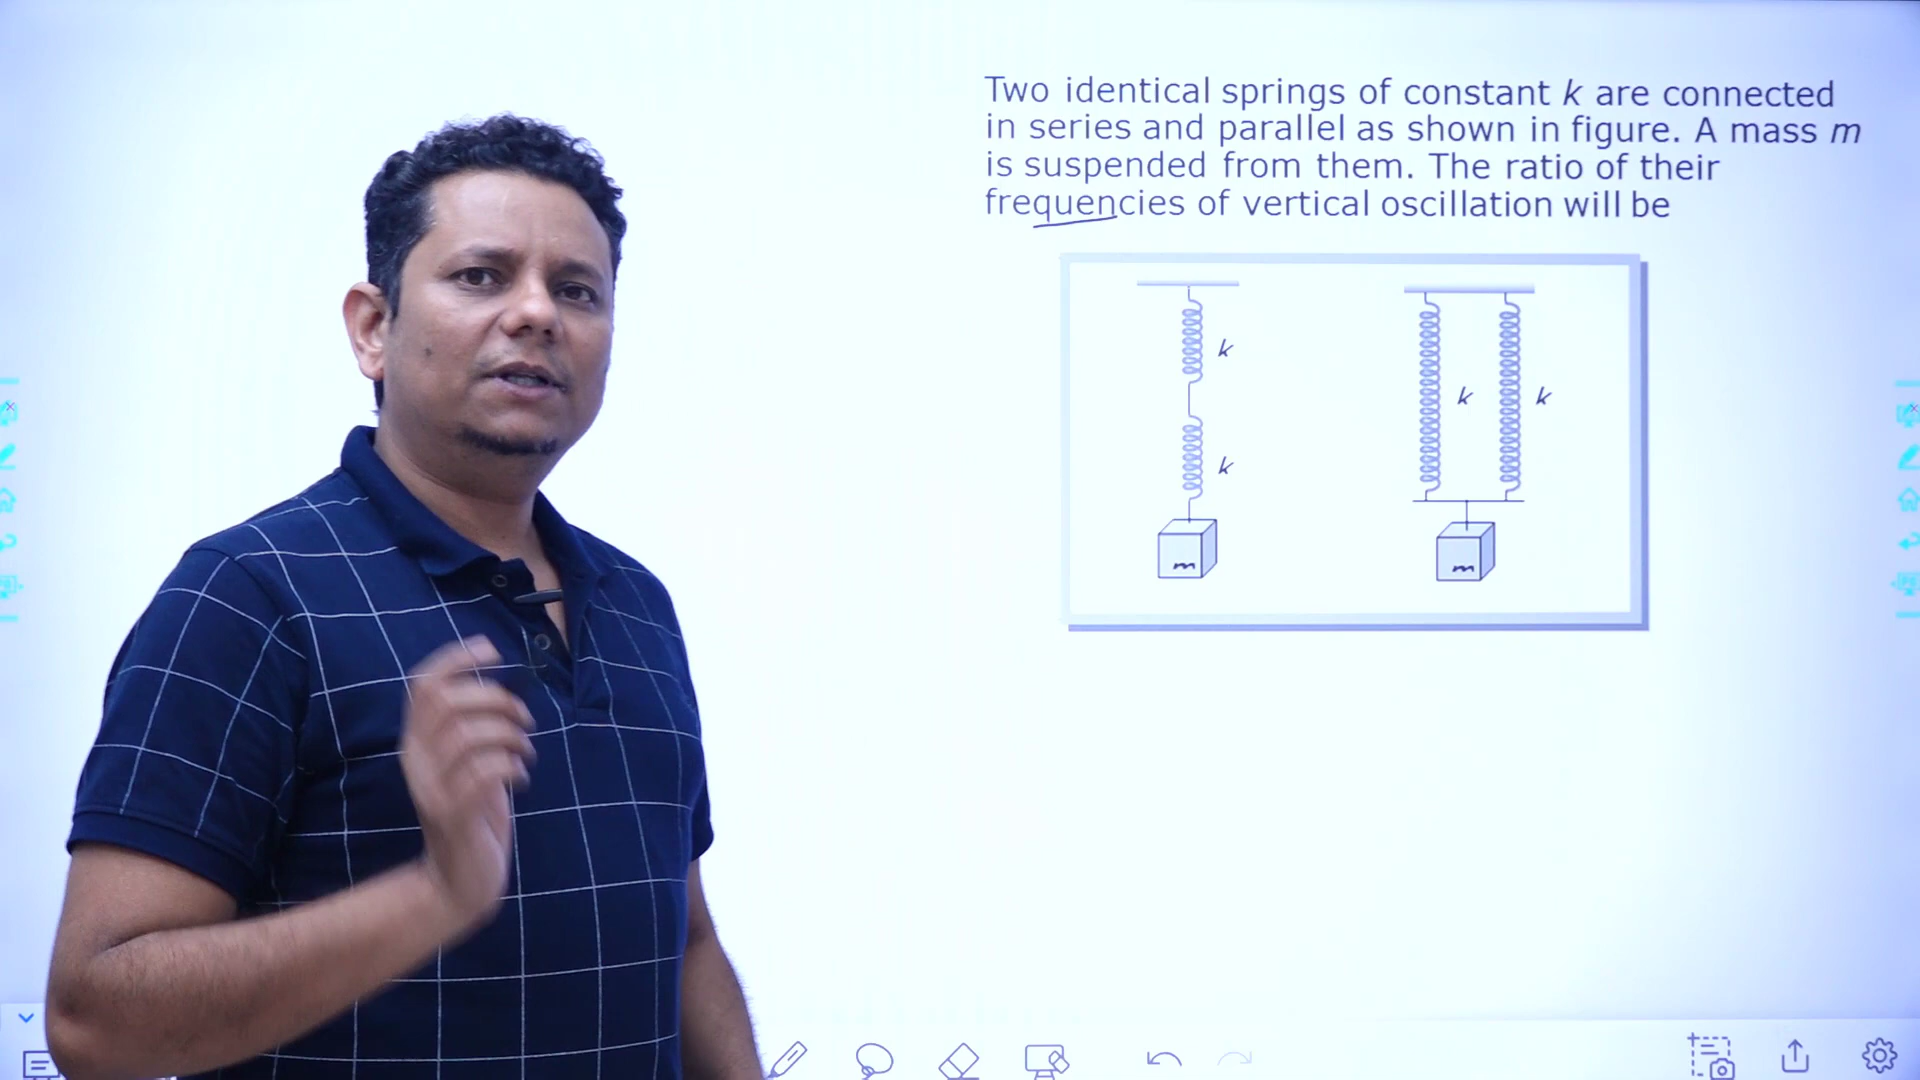 Two identical springs of constant k are connected
in series and parallel as shown in figure. A mass m
is suspended from them. The ratio of their
frequencies of vertical oscillation will be
k
k
m
k
k
m